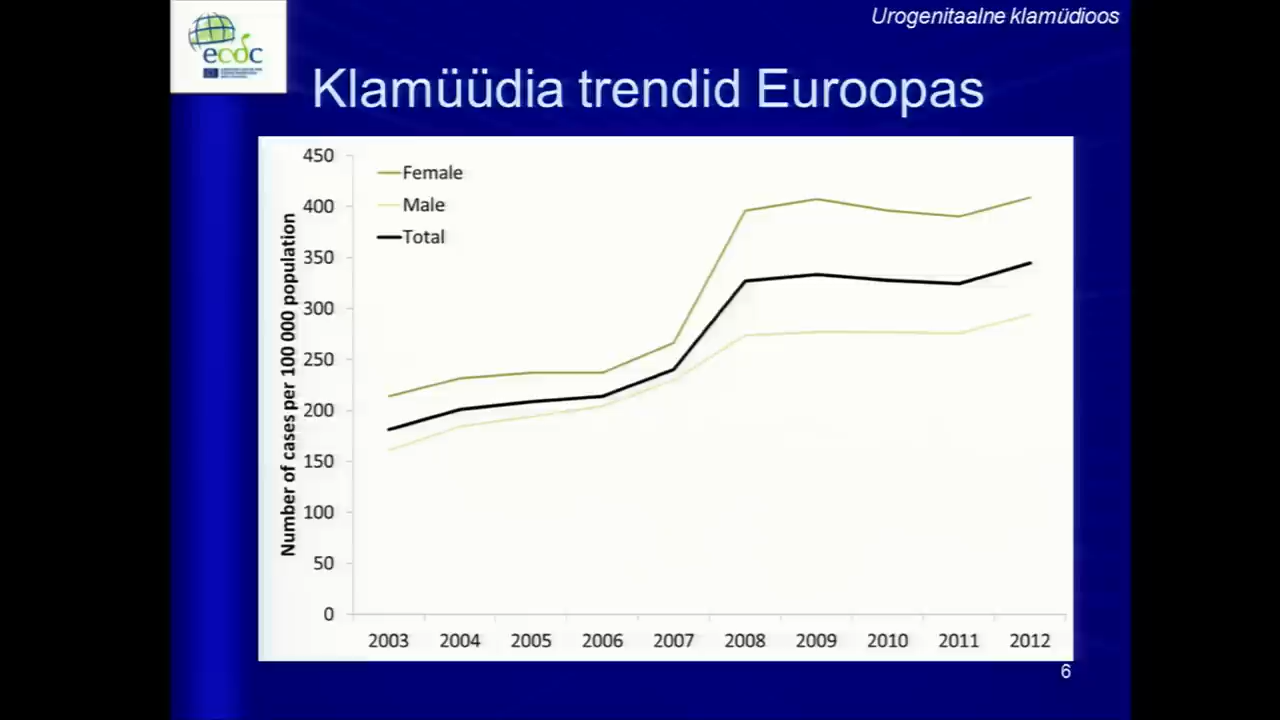 Urogenitaalne klamüdioos
ecdc
Klamüüdia trendid Euroopas
450
400
350
300
250
200
150
100
50
0
Number of cases per 100 000 population
Female
Male
Total
2003 2004 2005 2006 2007 2008 2009 2010 2011 2012
6